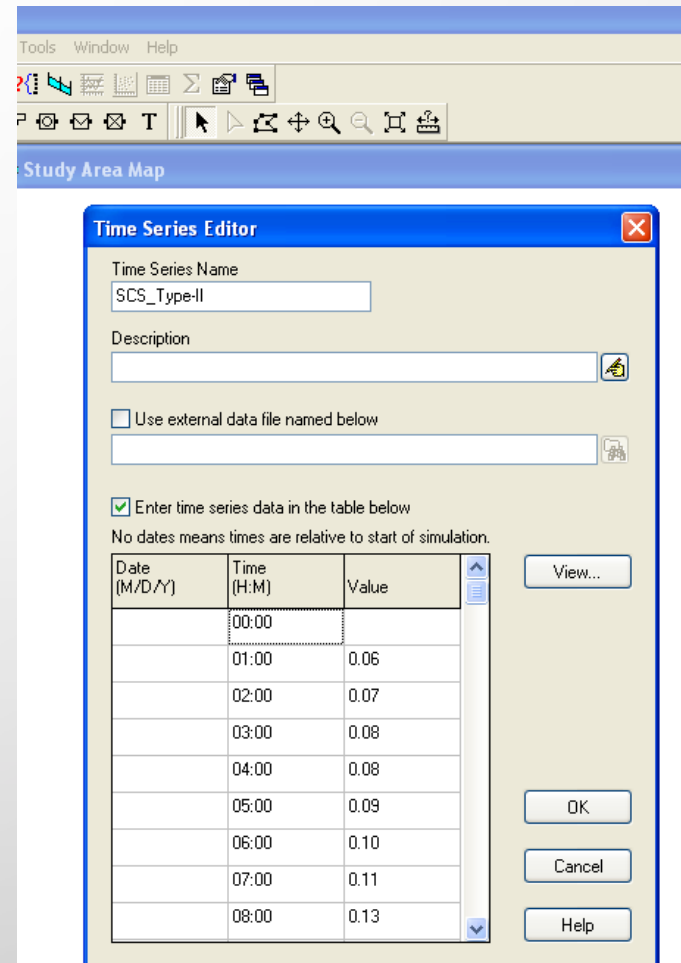 Tools Window Help
T
Study Area Map
Time Series Editor
Time Series Name
SCS_Type-II
Description
Use external data file named below
Enter time series data in the table below
No dates means times are relative to start of simulation.
Date (M/D/Y) Time (H:M) Value
View...
00:00
01:00 0.06
02:00 0.07
03:00 0.08
04:00 0.08
05:00 0.09
OK
06:00 0.10
Cancel
07:00 0.11
08:00 0.13
Help